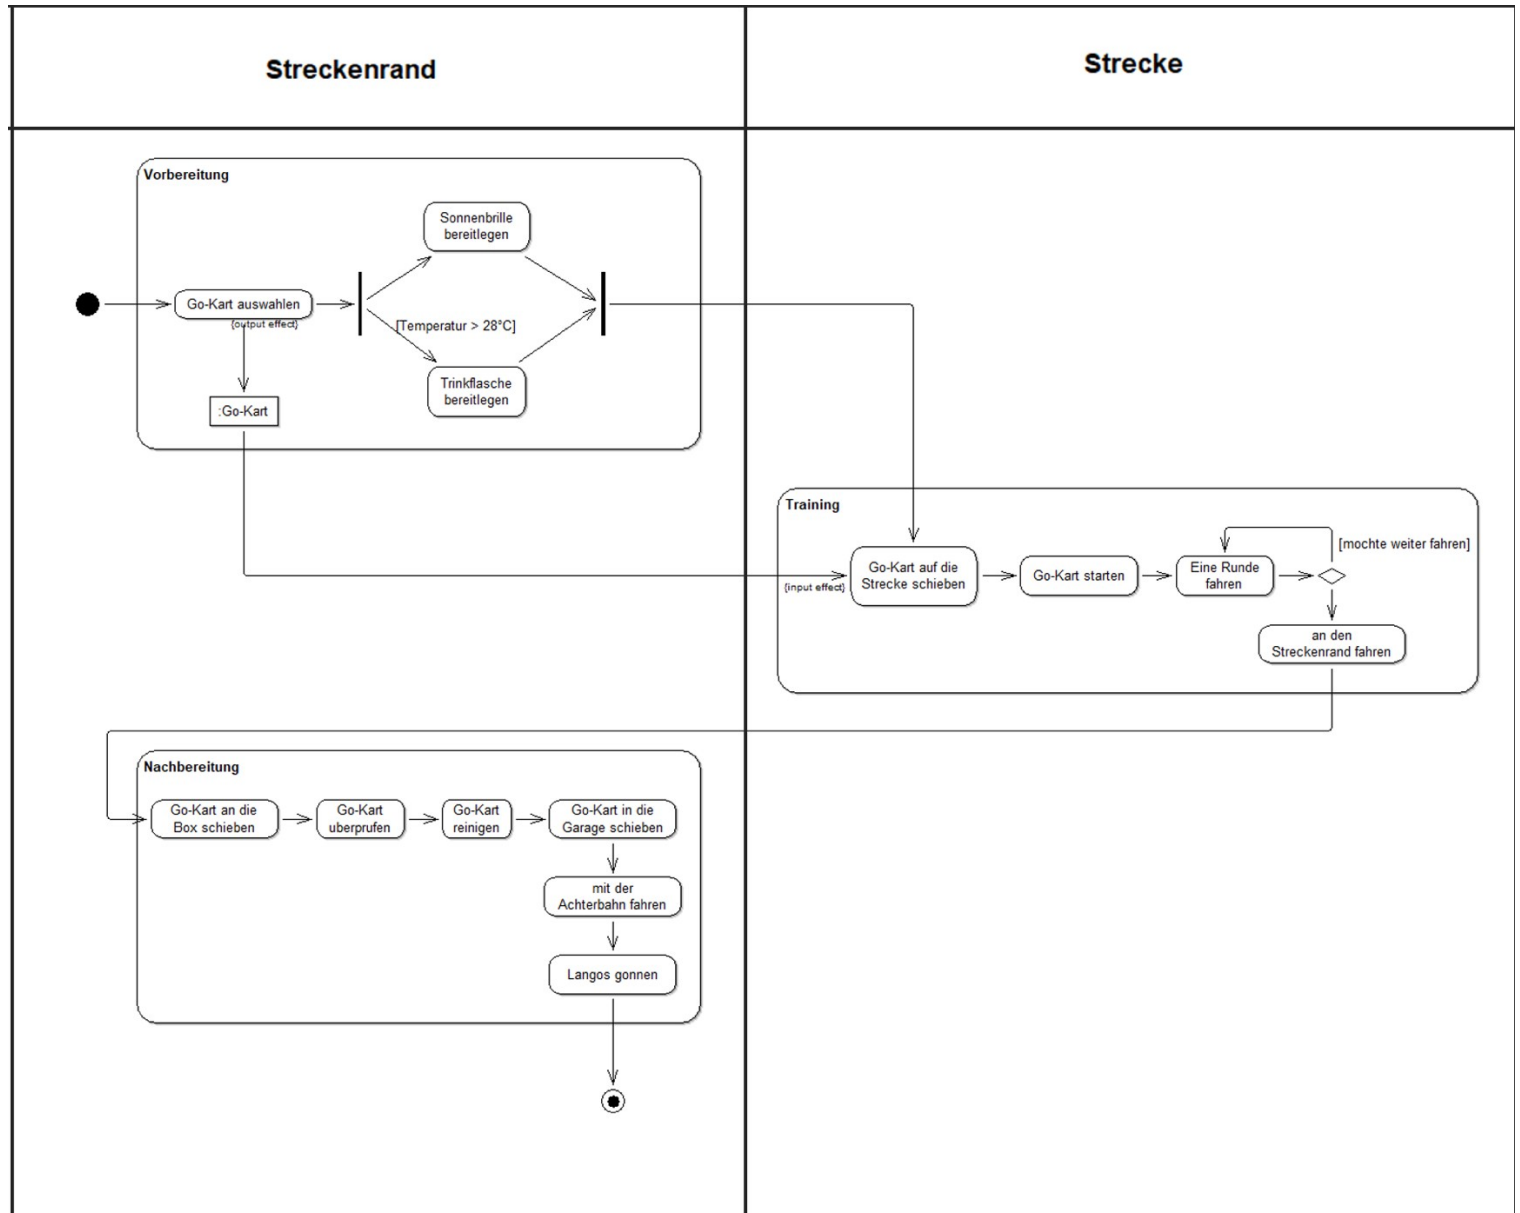 Streckenrand
Strecke
Vorbereitung
Sonnenbrille
bereitlegen
Go-Kart auswahlen
{output effect}
[Temperatur > 28°C]
Trinkflasche
bereitlegen
:Go-Kart
Training
[mochte weiter fahren]
Go-Kart auf die
Strecke schieben
Go-Kart starten
Eine Runde
fahren
{input effect}
an den
Streckenrand fahren
Nachbereitung
Go-Kart an die
Box schieben
Go-Kart
uberprufen
Go-Kart
reinigen
Go-Kart in die
Garage schieben
mit der
Achterbahn fahren
Langos gonnen